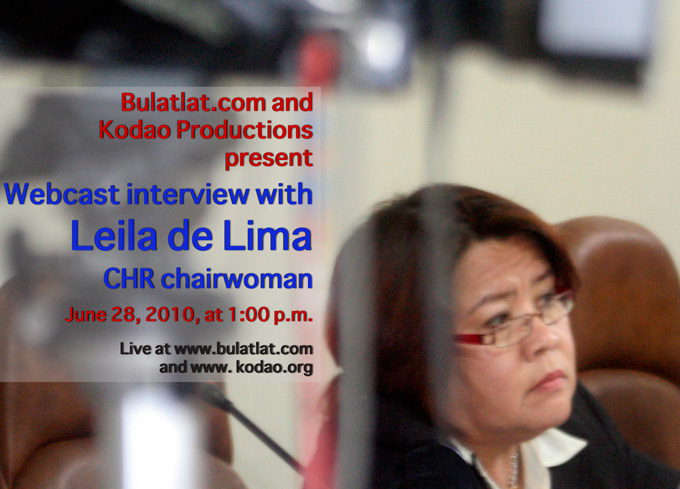 Bulatlat.com and
Kodao Productions
present
Webcast interview with
Leila de Lima
CHR chairwoman
June 28, 2010, at 1:00 p.m.
Live at www.bulatlat.com
and www. kodao.org